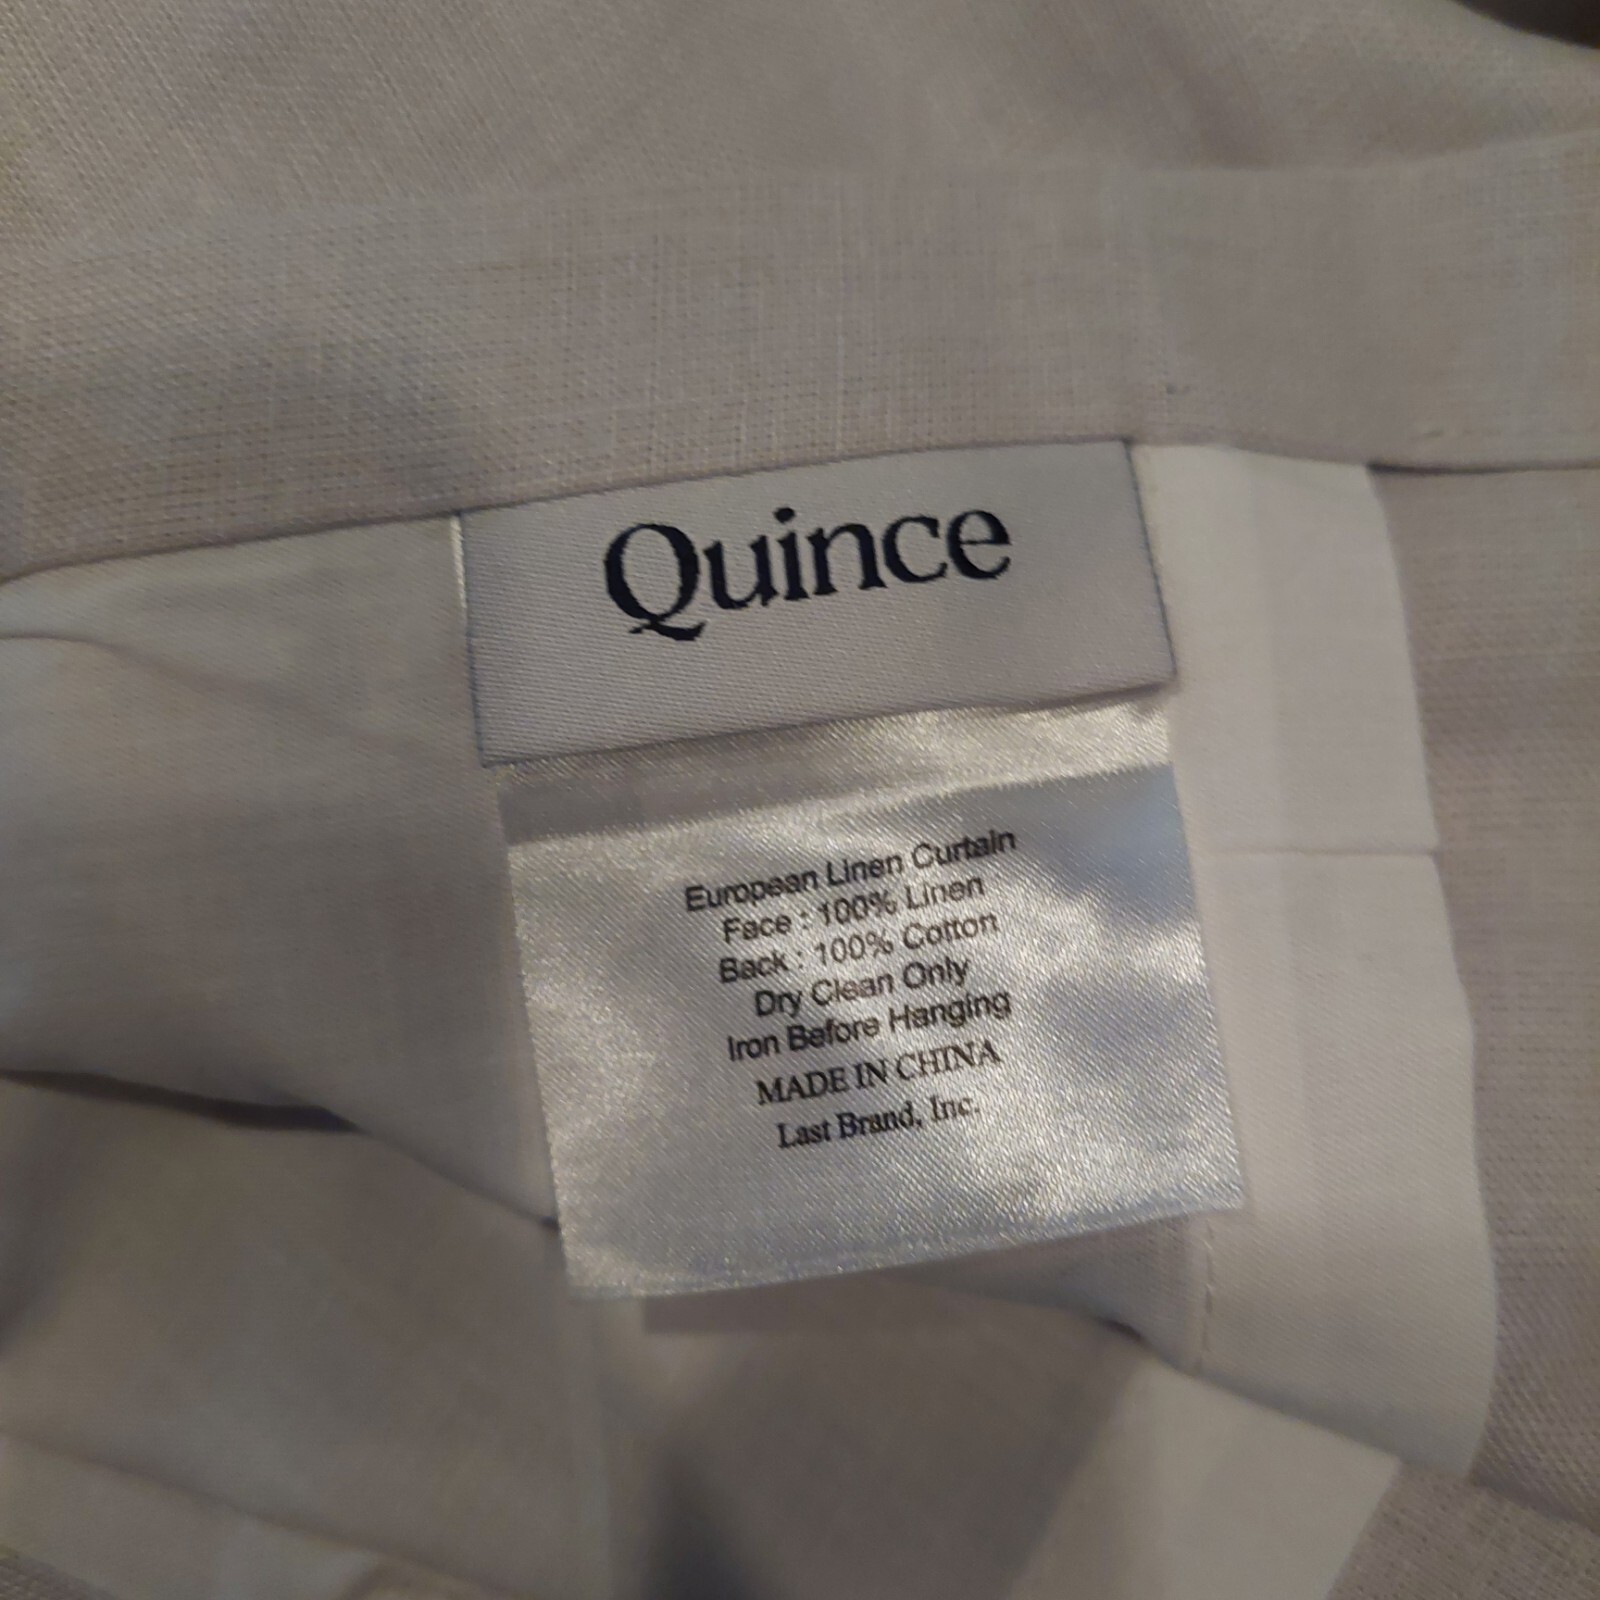 Quince
European Linen Curtain
Face : 100% Linen
Back : 100% Cotton
Dry Clean Only
Iron Before Hanging
MADE IN CHINA
Last Brand, Inc.